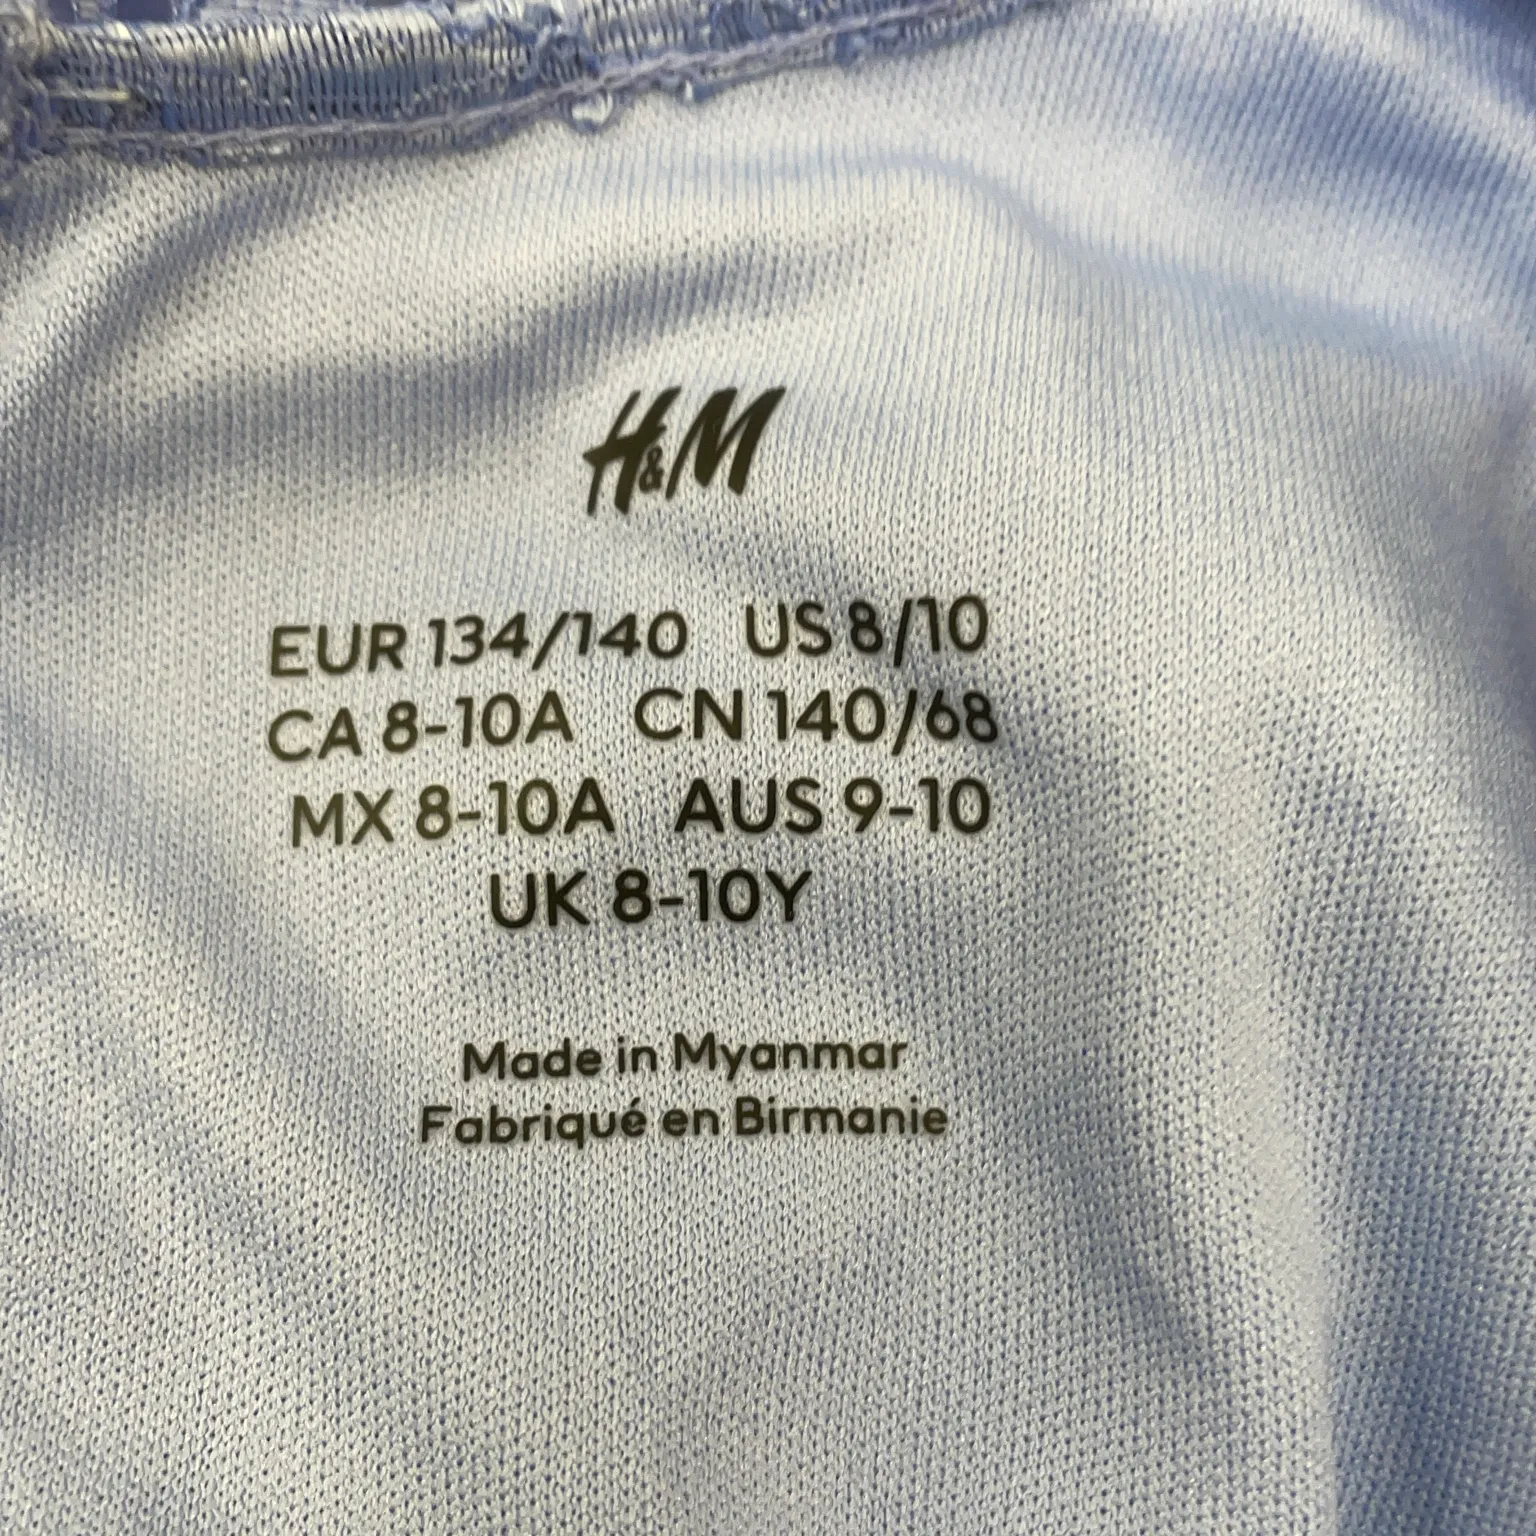 H&M
EUR 134/140 US 8/10
CA 8-10A CN 140/68
MX 8-10A AUS 9-10
UK 8-10Y
Made in Myanmar
Fabriqué en Birmanie